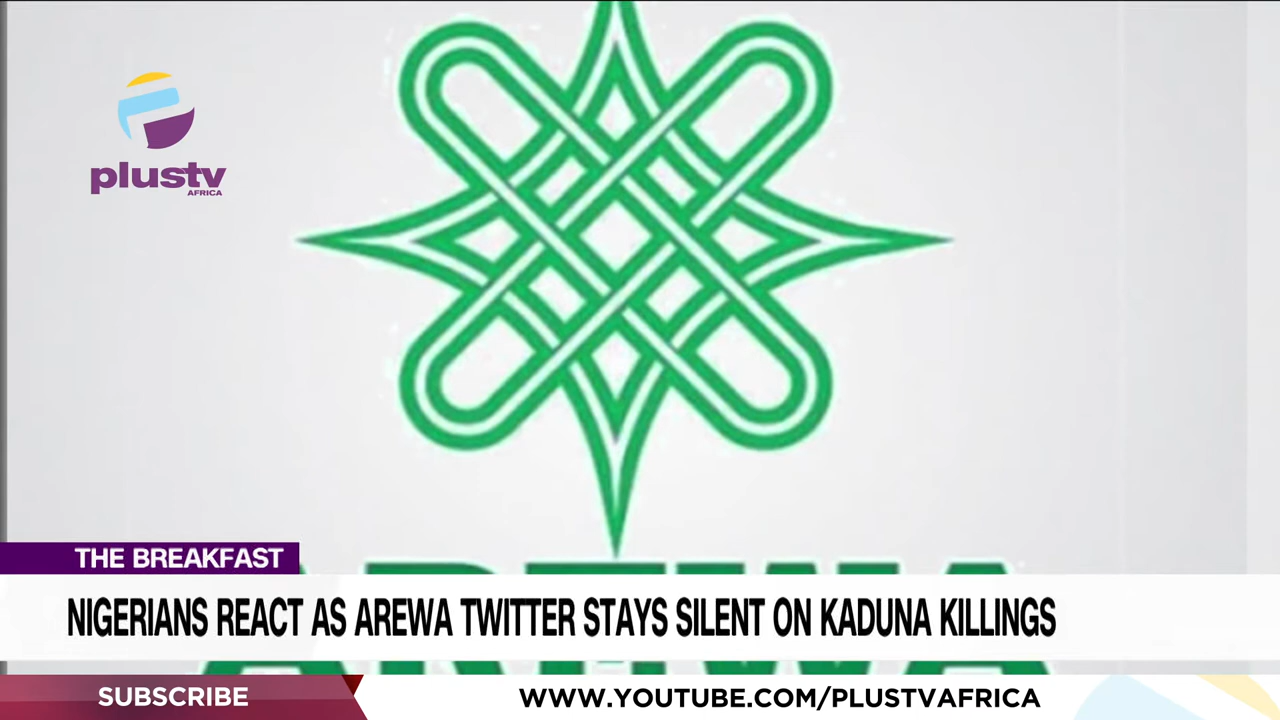 plustv
AFRICA
THE BREAKFAST
NIGERIANS REACT AS AREWA TWITTER STAYS SILENT ON KADUNA KILLINGS
AREWA
SUBSCRIBE
WWW.YOUTUBE.COM/PLUSTVAFRICA